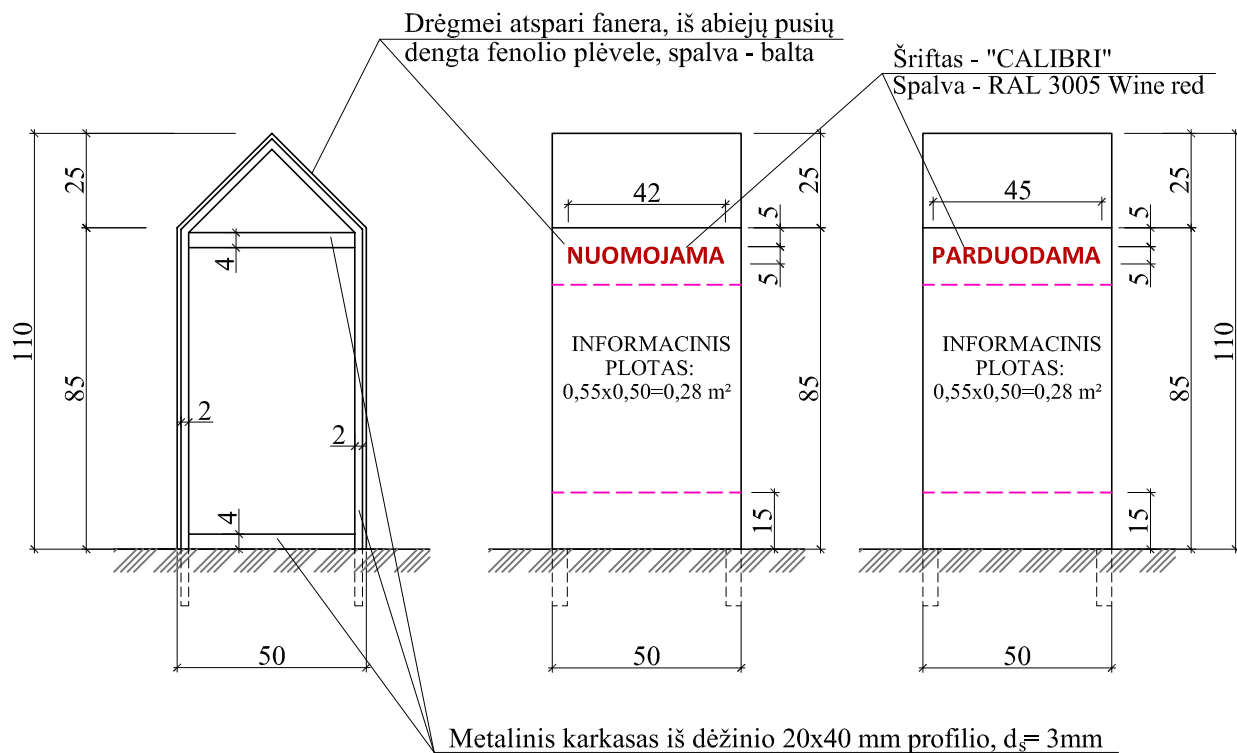 Drėgmei atspari fanera, iš abiejų pusių
dengta fenolio plėvele, spalva - balta
Šriftas - "CALIBRI"
Spalva - RAL 3005 Wine red
110
25
85
4
2
2
4
50
42
NUOMOJAMA
INFORMACINIS
PLOTAS:
0,55x0,50=0,28 m²
25
5
5
85
15
50
45
PARDUODAMA
INFORMACINIS
PLOTAS:
0,55x0,50=0,28 m²
25
5
5
110
85
15
50
Metalinis karkasas iš dėžinio 20x40 mm profilio, dₛ= 3mm